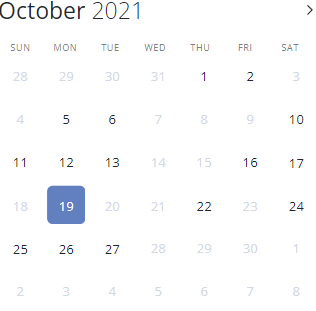 October 2021
SUN MON TUE WED THU FRI SAT
28 29 30 31 1 2 3
4 5 6 7 8 9 10
11 12 13 14 15 16 17
18 19 20 21 22 23 24
25 26 27 28 29 30 1
2 3 4 5 6 7 8